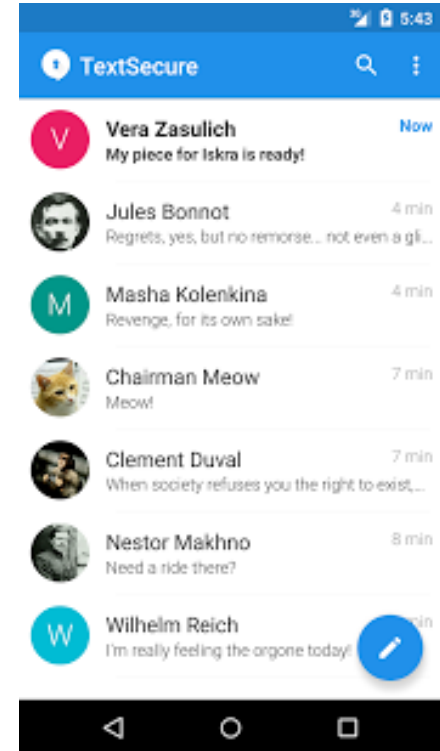 3G 5:43
TextSecure
V
Vera Zasulich Now
My piece for Iskra is ready!
Jules Bonnot 4 min
Regrets, yes, but no remorse... not even a gli...
M
Masha Kolenkina 4 min
Revenge, for its own sake!
Chairman Meow 7 min
Meow!
Clement Duval 7 min
When society refuses you the right to exist,...
Nestor Makhno 8 min
Need a ride there?
W
Wilhelm Reich
I'm really feeling the orgone today!